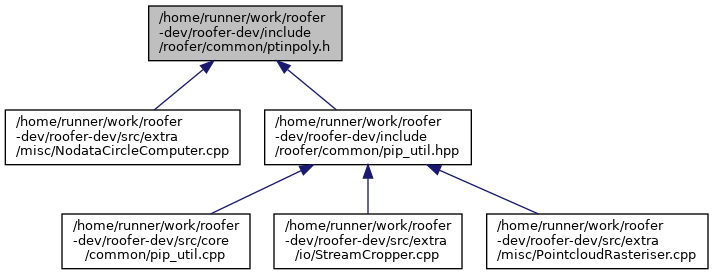 /home/runner/work/roofer
-dev/roofer-dev/include
/roofer/common/ptinpoly.h
/home/runner/work/roofer
-dev/roofer-dev/src/extra
/misc/NodataCircleComputer.cpp
/home/runner/work/roofer
-dev/roofer-dev/include
/roofer/common/pip_util.hpp
/home/runner/work/roofer
-dev/roofer-dev/src/core
/common/pip_util.cpp
/home/runner/work/roofer
-dev/roofer-dev/src/extra
/io/StreamCropper.cpp
/home/runner/work/roofer
-dev/roofer-dev/src/extra
/misc/PointcloudRasteriser.cpp